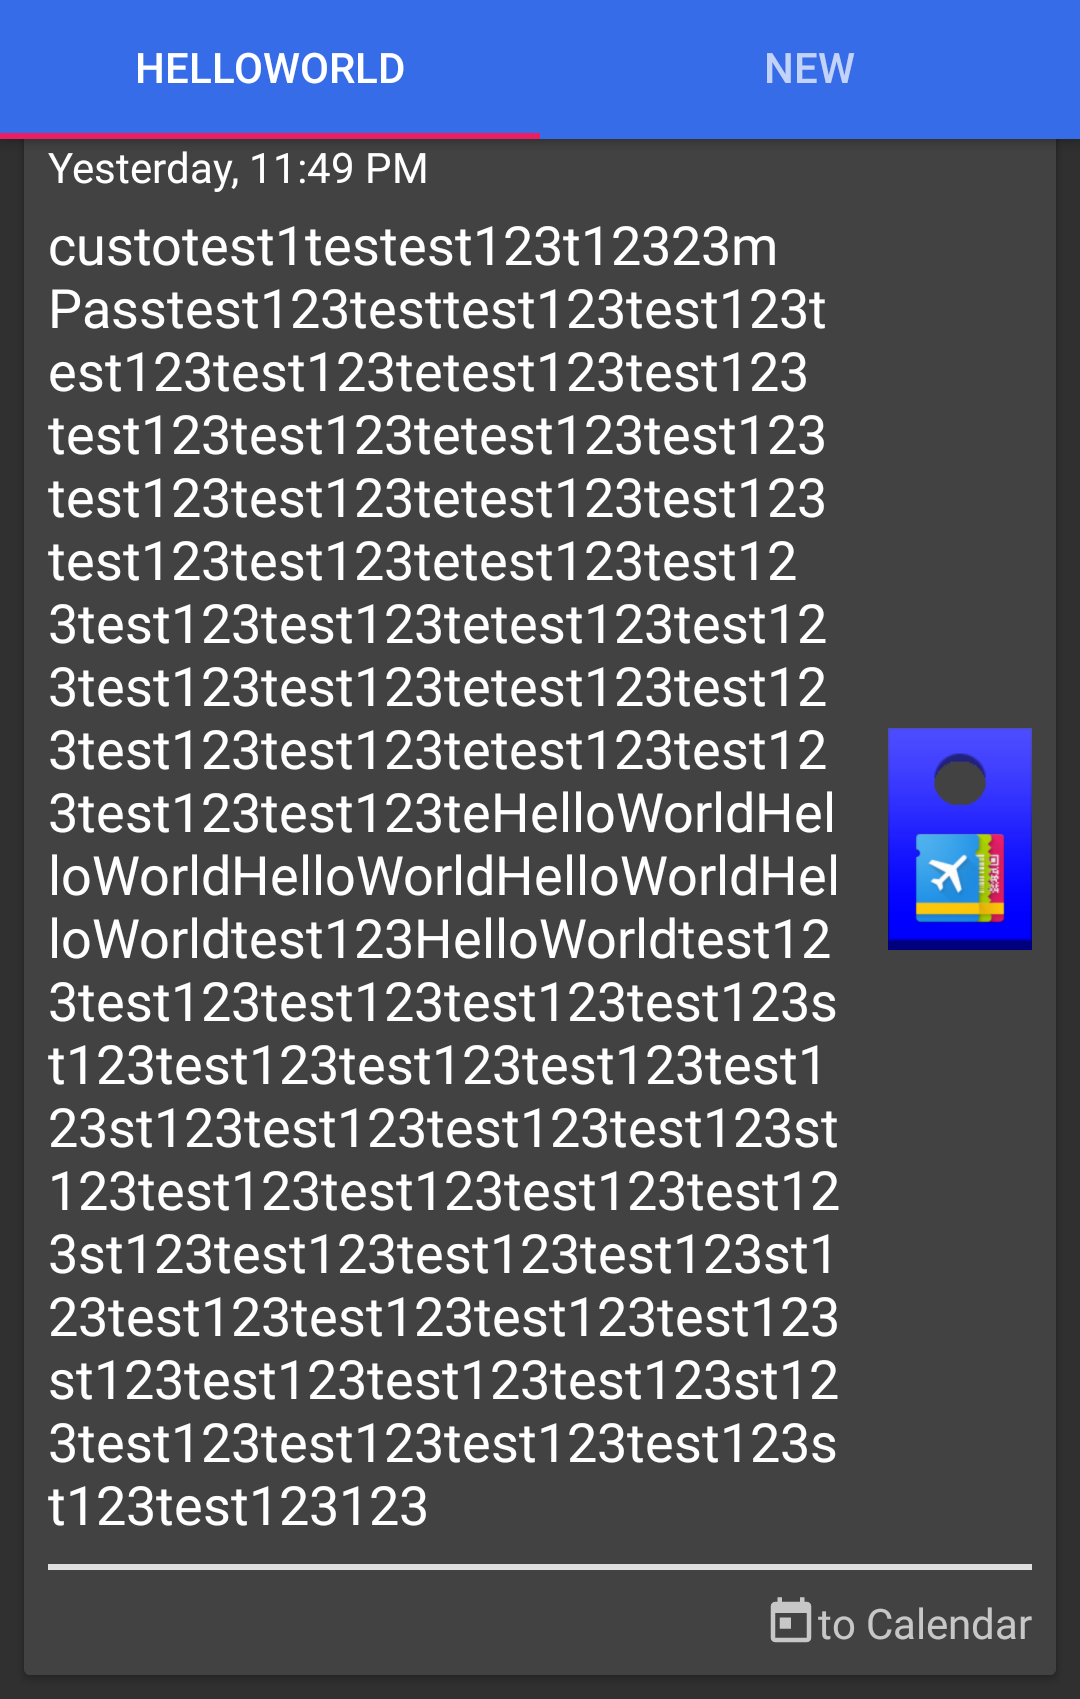 HELLOWORLD
NEW
Yesterday, 11:49 PM
custotest1testest123t12323m
Passtest123testtest123test123t
est123test123tetest123test123
test123test123tetest123test123
test123test123tetest123test123
test123test123tetest123test12
3test123test123tetest123test12
3test123test123tetest123test12
3test123test123tetest123test12
3test123test123teHelloWorldHel
loWorldHelloWorldHelloWorldHel
loWorldtest123HelloWorldtest12
3test123test123test123test123s
t123test123test123test123test1
23st123test123test123test123st
123test123test123test123test12
3st123test123test123test123st1
23test123test123test123test123
st123test123test123test123st12
3test123test123test123test123s
t123test123123
to Calendar